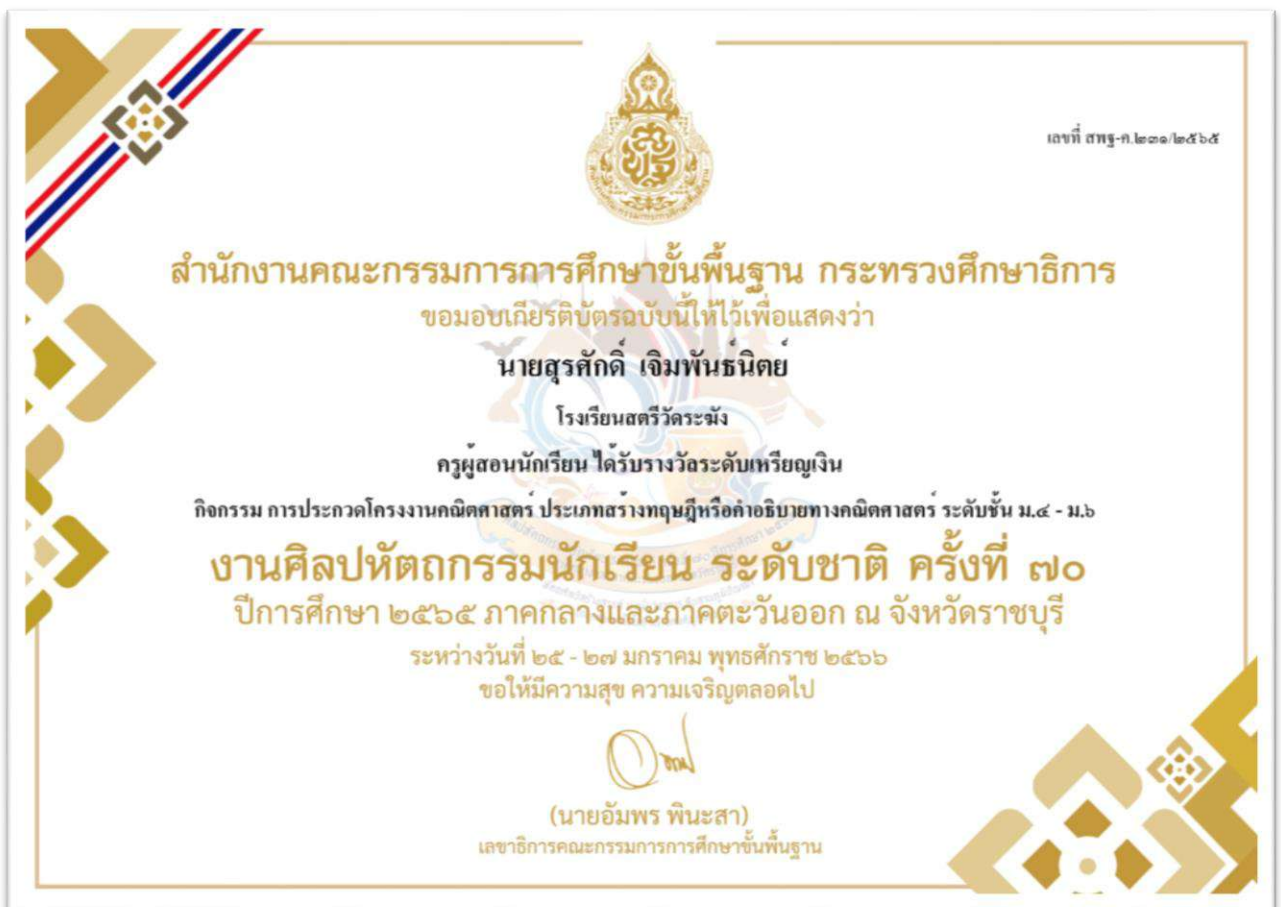 เลขที่ สพฐ-ค.๒๓๑/๒๕๖๕
สำนักงานคณะกรรมการการศึกษาขั้นพื้นฐาน กระทรวงศึกษาธิการ
ขอมอบเกียรติบัตรฉบับนี้ให้ไว้เพื่อแสดงว่า
นายสุรศักดิ์ เจิมพันธ์นิตย์
โรงเรียนสตรีวัดระฆัง
ครูผู้สอนนักเรียน ได้รับรางวัลระดับเหรียญเงิน
กิจกรรม การประกวดโครงงานคณิตศาสตร์ ประเภทสร้างทฤษฎีหรือคำอธิบายทางคณิตศาสตร์ ระดับชั้น ม.๔ - ม.๖
งานศิลปหัตถกรรมนักเรียน ระดับชาติ ครั้งที่ ๗๐
ปีการศึกษา ๒๕๖๕ ภาคกลางและภาคตะวันออก ณ จังหวัดราชบุรี
ระหว่างวันที่ ๒๕ - ๒๗ มกราคม พุทธศักราช ๒๕๖๖
ขอให้มีความสุข ความเจริญตลอดไป
(นายอัมพร พินะสา)
เลขาธิการคณะกรรมการการศึกษาขั้นพื้นฐาน